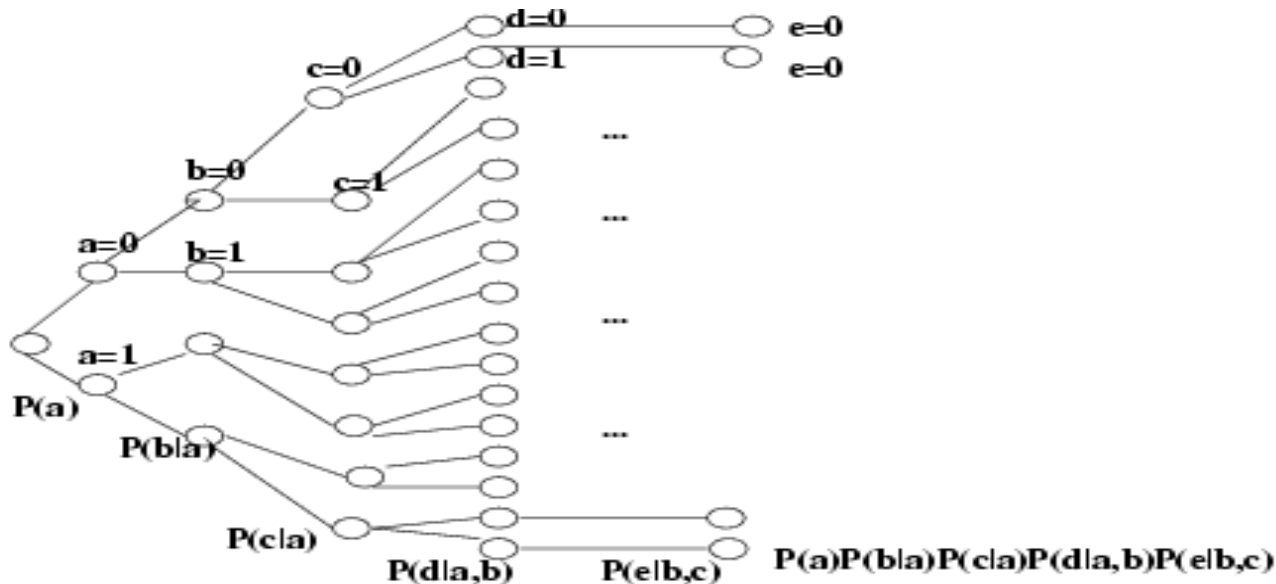 d=0
e=0
d=1
c=0
e=0
...
b=0
c=1
...
a=0
b=1
...
a=1
P(a)
...
P(b|a)
P(c|a)
P(d|a,b)
P(e|b,c)
P(a)P(b|a)P(c|a)P(d|a,b)P(e|b,c)